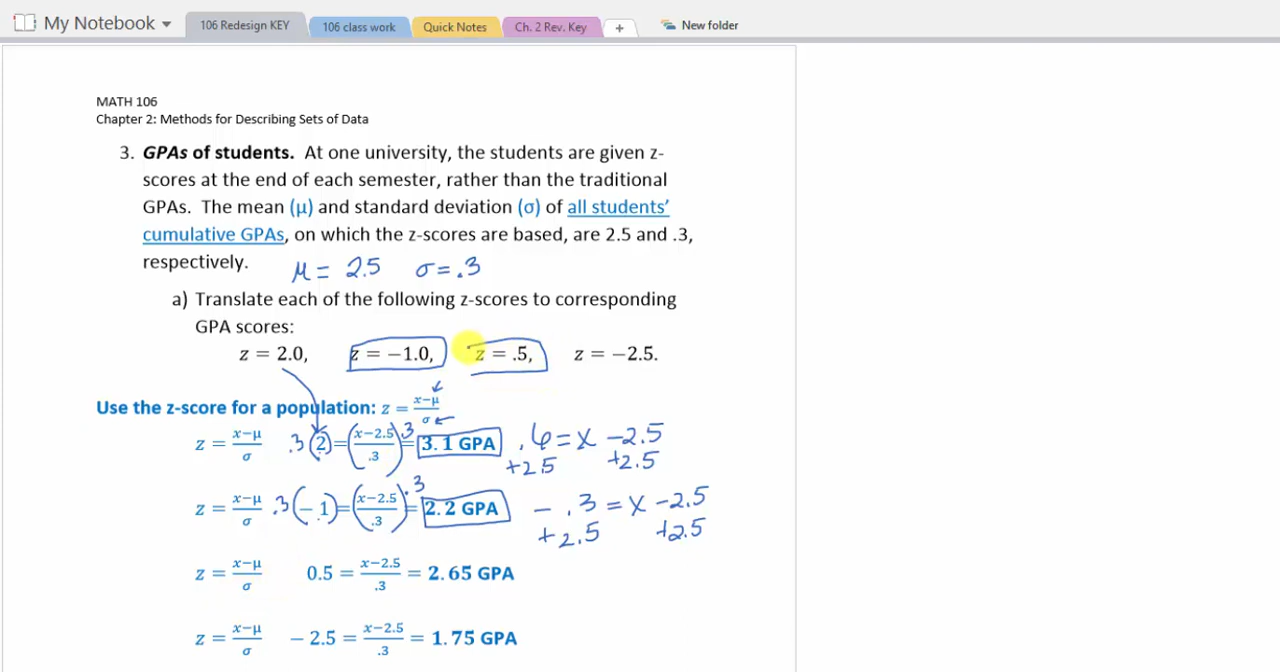 My Notebook 106 Redesign KEY 106 class work Quick Notes Ch. 2 Rev. Key + New folder
MATH 106
Chapter 2: Methods for Describing Sets of Data
3. GPAs of students. At one university, the students are given z-
scores at the end of each semester, rather than the traditional
GPAs. The mean (μ) and standard deviation (σ) of all students'
cumulative GPAs, on which the z-scores are based, are 2.5 and .3,
respectively. μ = 2.5 σ = .3
a) Translate each of the following z-scores to corresponding
GPA scores:
z = 2.0, z = −1.0, z = .5, z = −2.5.
Use the z-score for a population: z = x−μ/σ
z = x−μ/σ .3(2)=(x−2.5/.3).3 = 3.1 GPA .6 = x −2.5
+2.5 +2.5
z = x−μ/σ .3(−1)=(x−2.5/.3).3 = 2.2 GPA −.3 = x −2.5
+2.5 +2.5
z = x−μ/σ 0.5 = x−2.5/.3 = 2.65 GPA
z = x−μ/σ −2.5 = x−2.5/.3 = 1.75 GPA